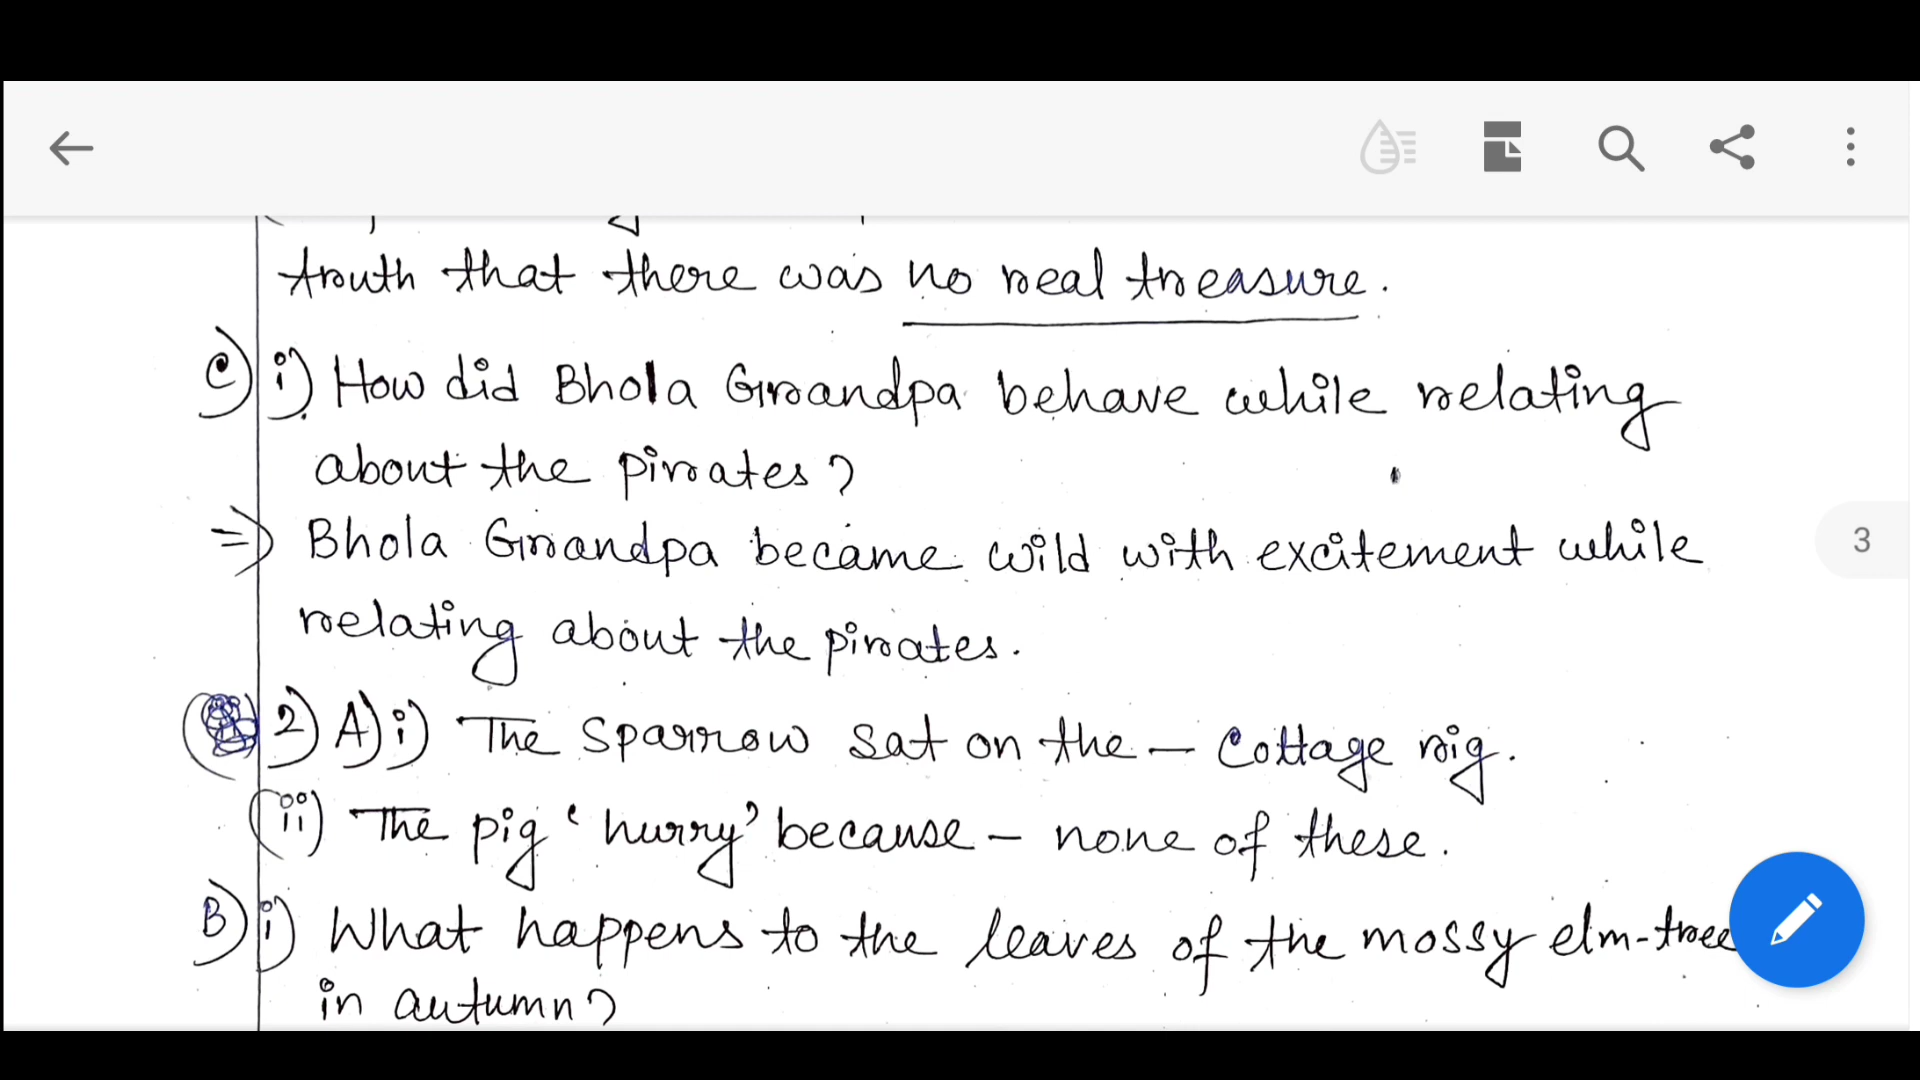 truth that there was no real treasure.
C) i) How did Bhola Grandpa behave while relating
about the pirates?
=> Bhola Grandpa became wild with excitement while
relating about the pirates.
3
2) A) i) The Sparrow sat on the – Cottage rig.
(ii) The pig 'hurry' because – none of these.
B) i) What happens to the leaves of the mossy elm-tree
in autumn?